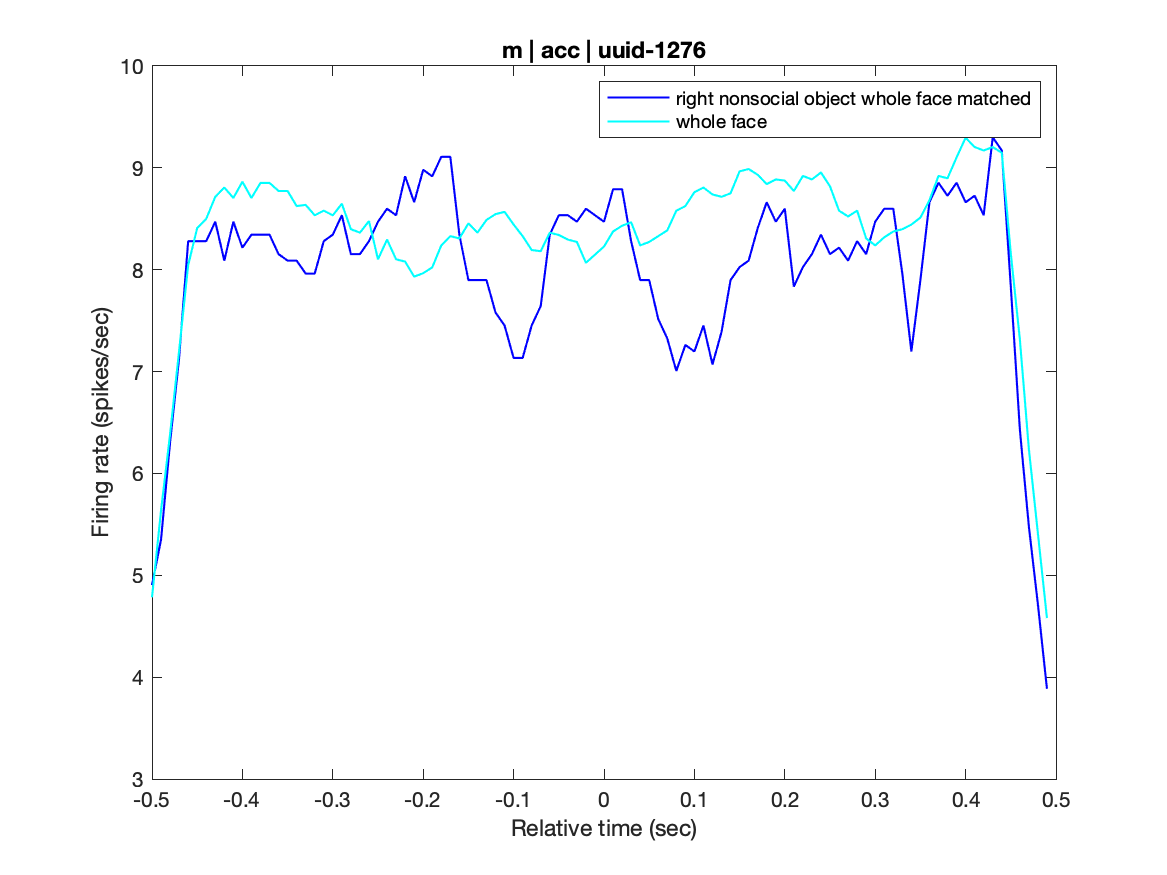 m | acc | uuid-1276
right nonsocial object whole face matched
whole face
Firing rate (spikes/sec)
10
9
8
7
6
5
4
3
-0.5 -0.4 -0.3 -0.2 -0.1 0 0.1 0.2 0.3 0.4 0.5
Relative time (sec)